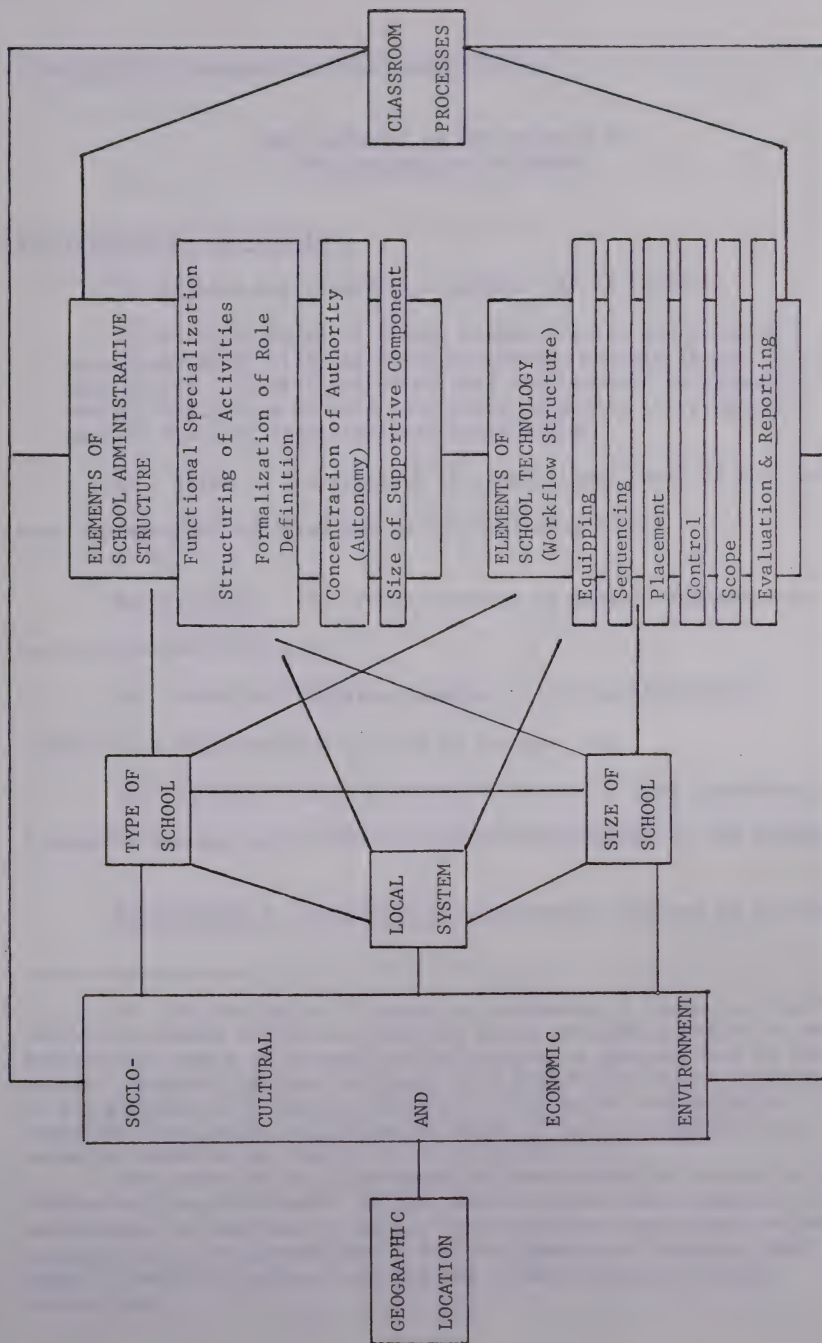 GEOGRAPHIC
LOCATION
SOCIO-
CULTURAL
AND
ECONOMIC
ENVIRONMENT
TYPE OF
SCHOOL
LOCAL
SYSTEM
SIZE OF
SCHOOL
ELEMENTS OF
SCHOOL ADMINISTRATIVE
STRUCTURE
Functional Specialization
Structuring of Activities
Formalization of Role
Definition
Concentration of Authority
(Autonomy)
Size of Supportive Component
ELEMENTS OF
SCHOOL TECHNOLOGY
(Workflow Structure)
Equipping
Sequencing
Placement
Control
Scope
Evaluation & Reporting
CLASSROOM
PROCESSES